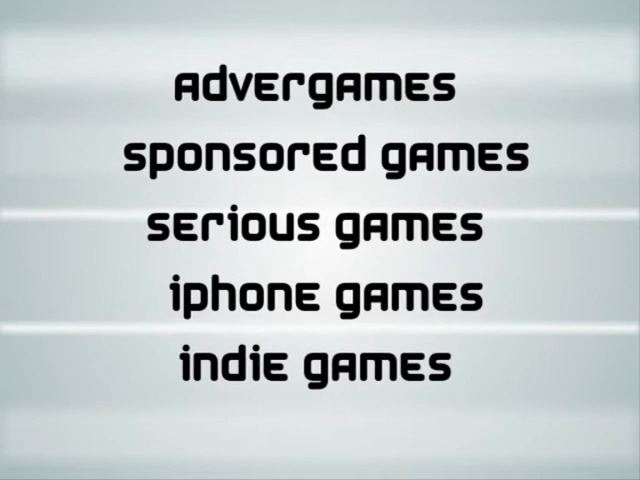 advergames
sponsored games
serious games
iphone games
indie games